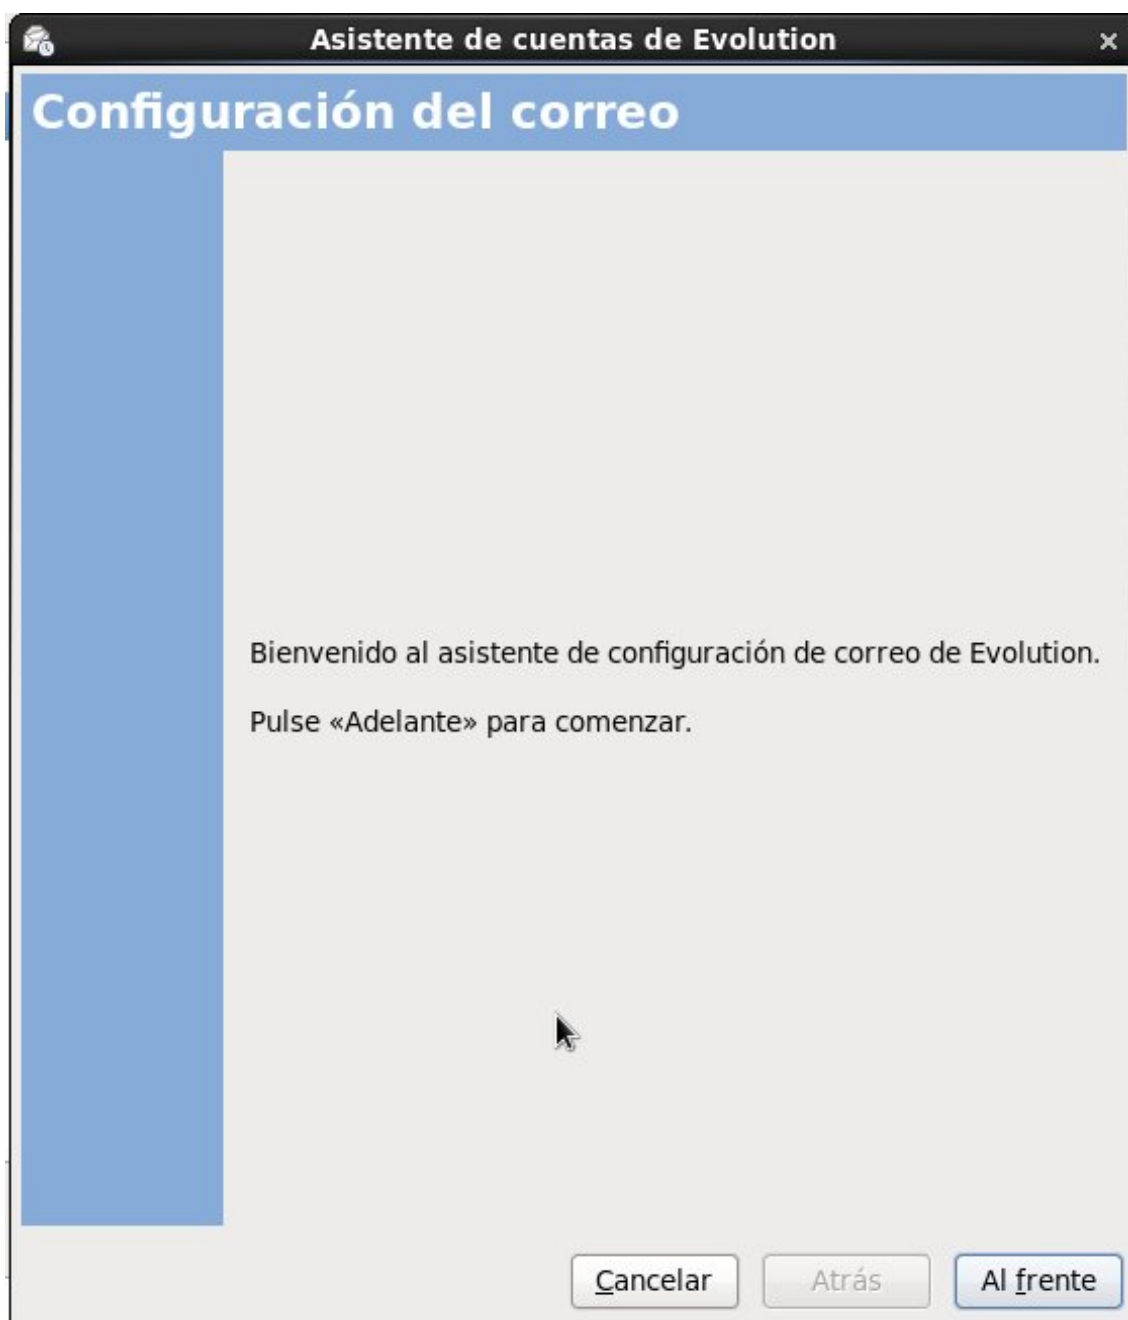 Asistente de cuentas de Evolution
Configuración del correo
Bienvenido al asistente de configuración de correo de Evolution.
Pulse «Adelante» para comenzar.
Cancelar
Atrás
Al frente